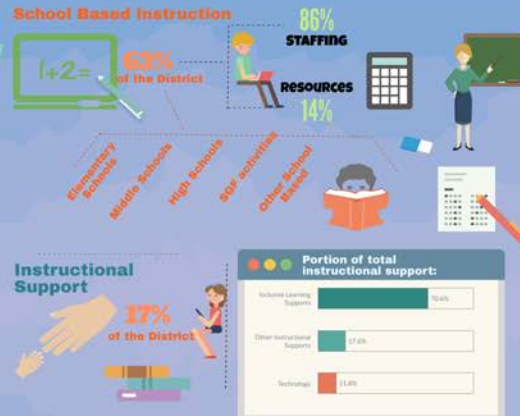 School Based Instruction
86%
STAFFING
1+2=
63%
of the District
RESOURCES
14%
Elementary
Schools
Middle Schools
High Schools
SGF activities
Other School
Based
Instructional
Support
17%
of the District
Portion of total
instructional support:
Inclusive Learning
Supports
70.6%
Other Instructional
Supports
17.6%
Technology
11.8%